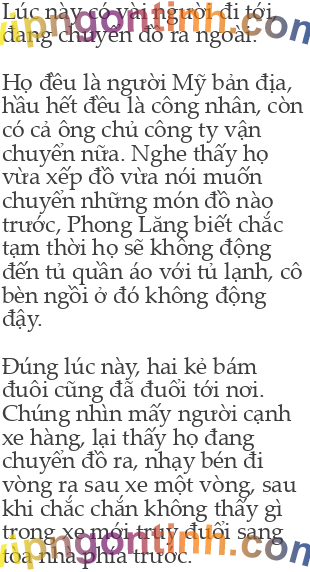 Lúc này có vài người đi tới,
đang chuyển đồ ra ngoài.
Họ đều là người Mỹ bản địa,
hầu hết đều là công nhân, còn
có cả ông chủ công ty vận
chuyển nữa. Nghe thấy họ
vừa xếp đồ vừa nói muốn
chuyển những món đồ nào
trước, Phong Lăng biết chắc
tạm thời họ sẽ không động
đến tủ quần áo với tủ lạnh, cô
bèn ngồi ở đó không động
đậy.
Đúng lúc này, hai kẻ bám
đuôi cũng đã đuổi tới nơi.
Chúng nhìn mấy người cạnh
xe hàng, lại thấy họ đang
chuyển đồ ra, nhạy bén đi
vòng ra sau xe một vòng, sau
khi chắc chắn không thấy gì
trong xe mới truy đuổi sang
tòa nhà phía trước.
vipngontinh.com